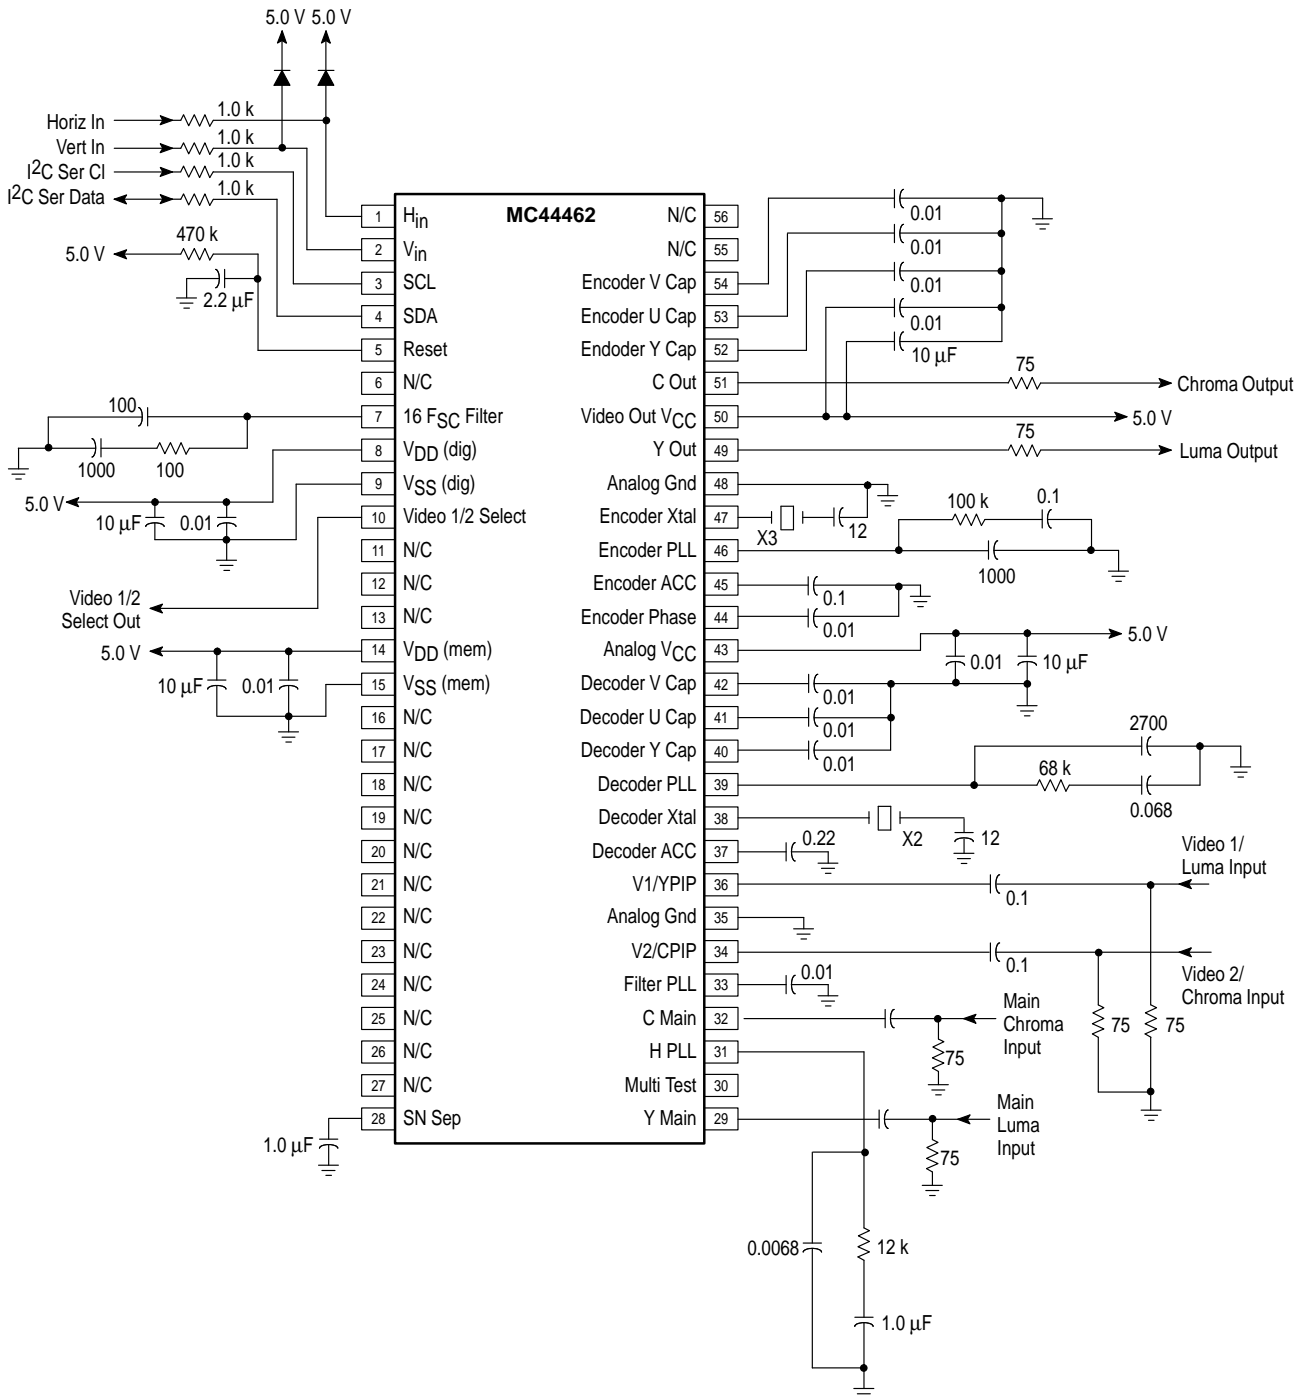 5.0 V 5.0 V
Horiz In
1.0 k
Vert In
1.0 k
I2C Ser Cl
1.0 k
I2C Ser Data
1.0 k
5.0 V
470 k
2.2 µF
100
1000
100
5.0 V
10 µF
0.01
Video 1/2
Select Out
5.0 V
10 µF
0.01
1.0 µF
MC44462
1 Hin
2 Vin
3 SCL
4 SDA
5 Reset
6 N/C
7 16 FSC Filter
8 VDD (dig)
9 VSS (dig)
10 Video 1/2 Select
11 N/C
12 N/C
13 N/C
14 VDD (mem)
15 VSS (mem)
16 N/C
17 N/C
18 N/C
19 N/C
20 N/C
21 N/C
22 N/C
23 N/C
24 N/C
25 N/C
26 N/C
27 N/C
28 SN Sep
N/C 56
N/C 55
Encoder V Cap 54
Encoder U Cap 53
Endoder Y Cap 52
C Out 51
Video Out VCC 50
Y Out 49
Analog Gnd 48
Encoder Xtal 47
Encoder PLL 46
Encoder ACC 45
Encoder Phase 44
Analog VCC 43
Decoder V Cap 42
Decoder U Cap 41
Decoder Y Cap 40
Decoder PLL 39
Decoder Xtal 38
Decoder ACC 37
V1/YPIP 36
Analog Gnd 35
V2/CPIP 34
Filter PLL 33
C Main 32
H PLL 31
Multi Test 30
Y Main 29
0.01
0.01
0.01
0.01
10 µF
75
Chroma Output
5.0 V
75
Luma Output
X3
12
100 k
0.1
1000
0.1
0.01
5.0 V
0.01
10 µF
0.01
0.01
0.01
2700
68 k
0.068
X2
12
0.22
Video 1/
Luma Input
0.1
0.1
Video 2/
Chroma Input
0.01
75
75
Main
Chroma
Input
75
Main
Luma
Input
75
0.0068
12 k
1.0 µF